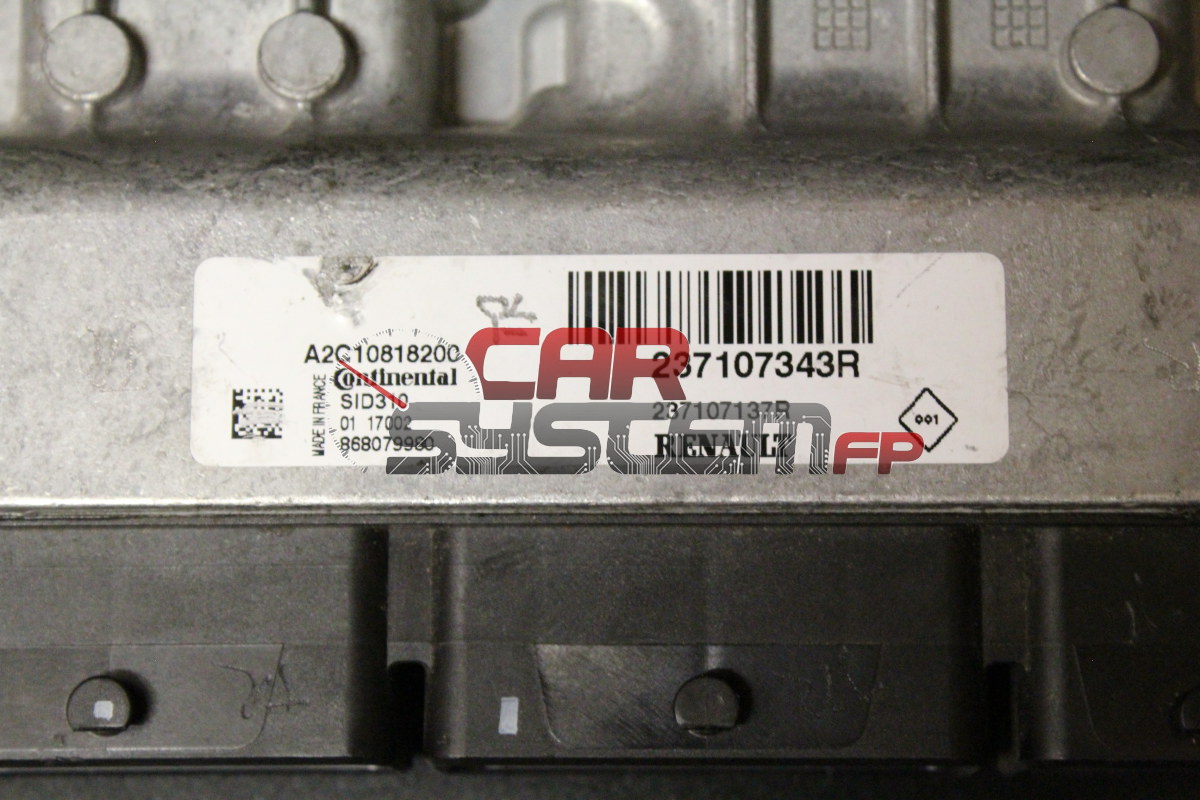 A2C10818200
Continental
SID310
01 17002
868079980
MADE IN FRANCE
237107343R
237107137R
RENAULT
001
CAR
SYSTEM FP